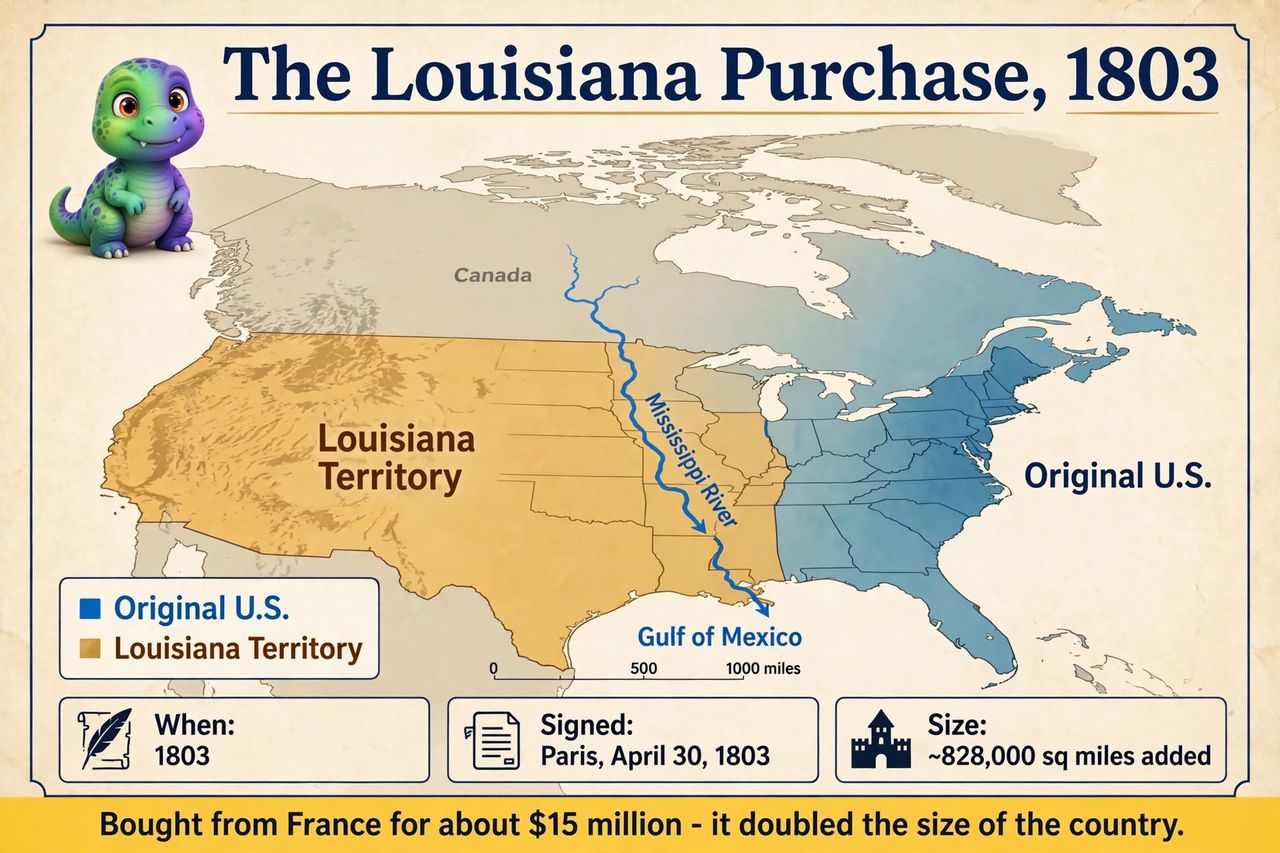 The Louisiana Purchase, 1803
Canada
Mississippi River
Louisiana
Territory
Original U.S.
Original U.S.
Louisiana Territory
Gulf of Mexico
0 500 1000 miles
When:
1803
Signed:
Paris, April 30, 1803
Size:
~828,000 sq miles added
Bought from France for about $15 million - it doubled the size of the country.